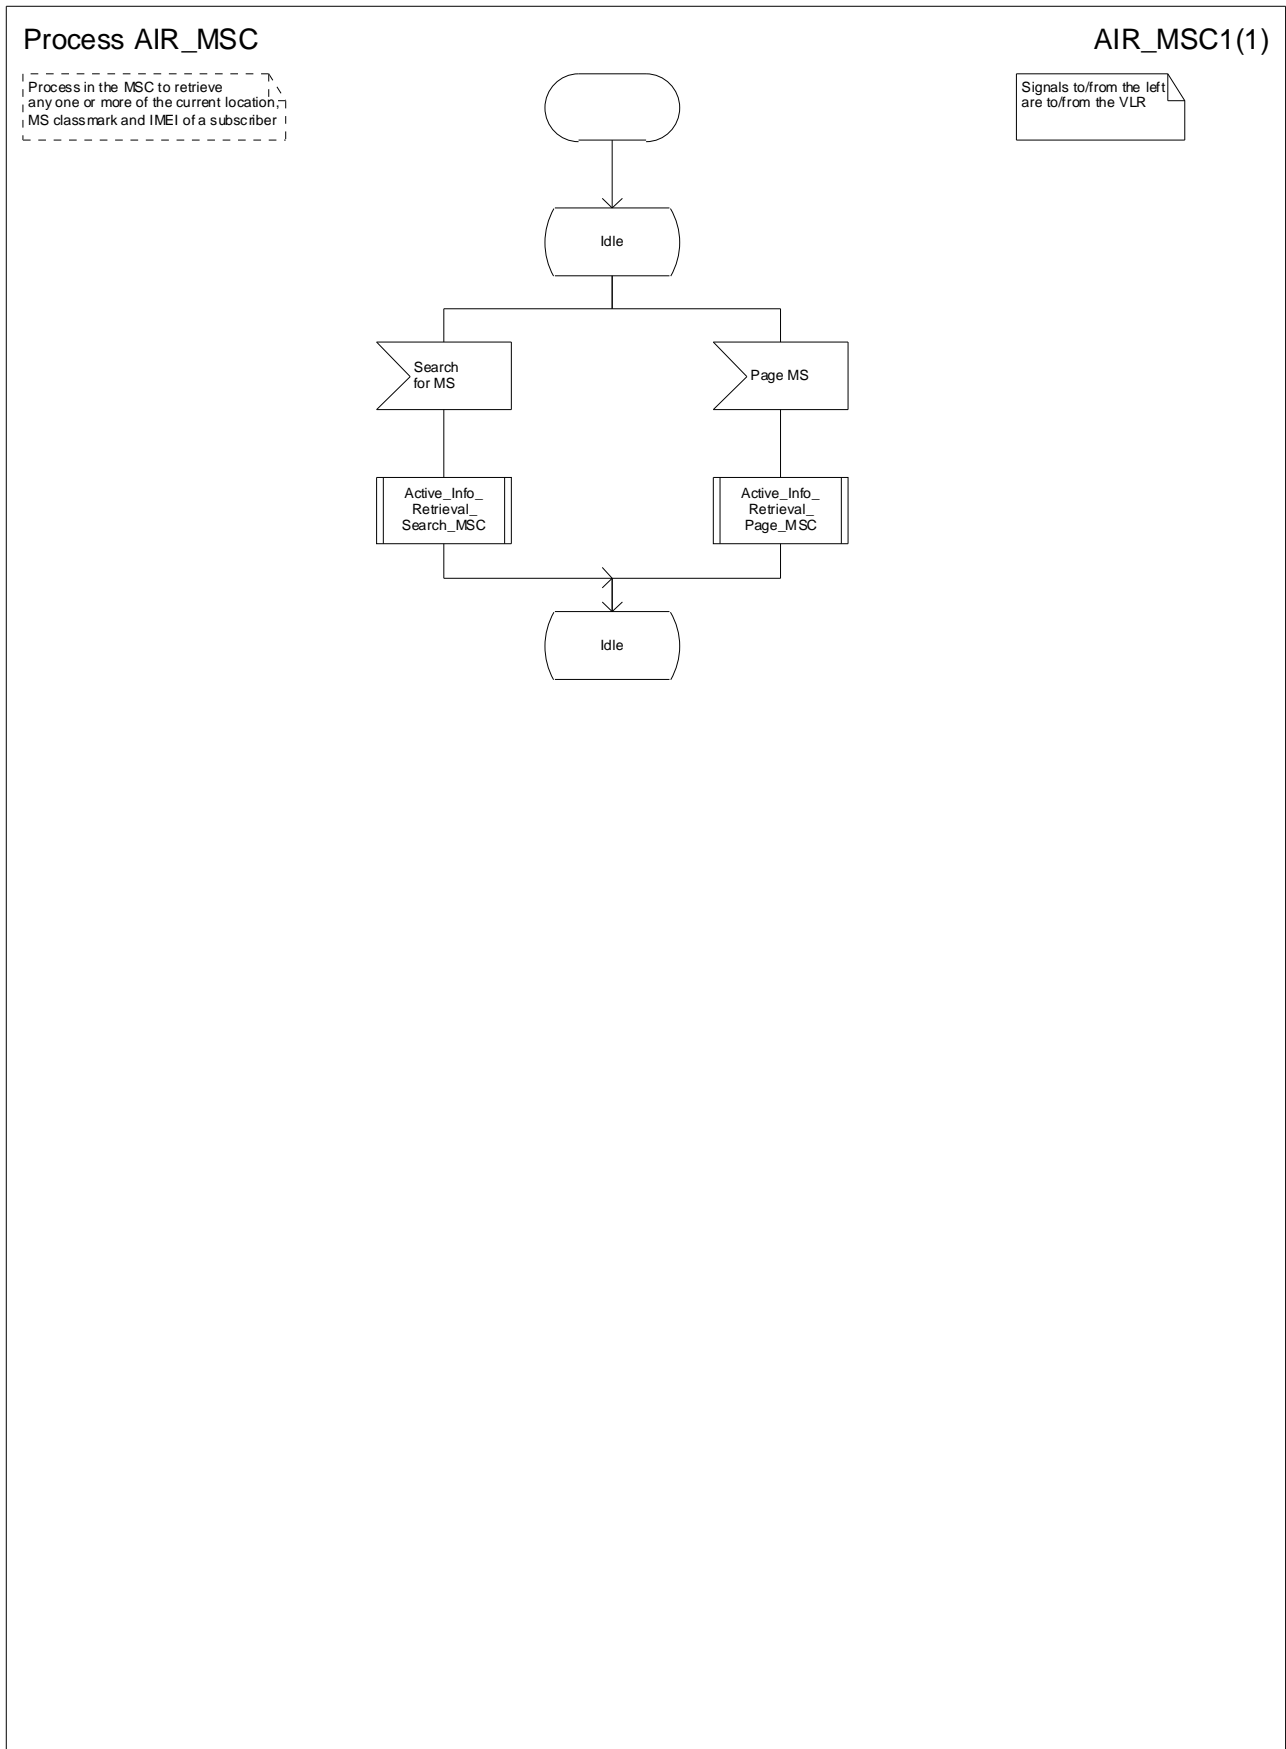 Process AIR_MSC
AIR_MSC1(1)
Process in the MSC to retrieve
any one or more of the current location,
MS classmark and IMEI of a subscriber
Signals to/from the left
are to/from the VLR
Idle
Search
for MS
Page MS
Active_Info_
Retrieval_
Search_MSC
Active_Info_
Retrieval_
Page_MSC
Idle